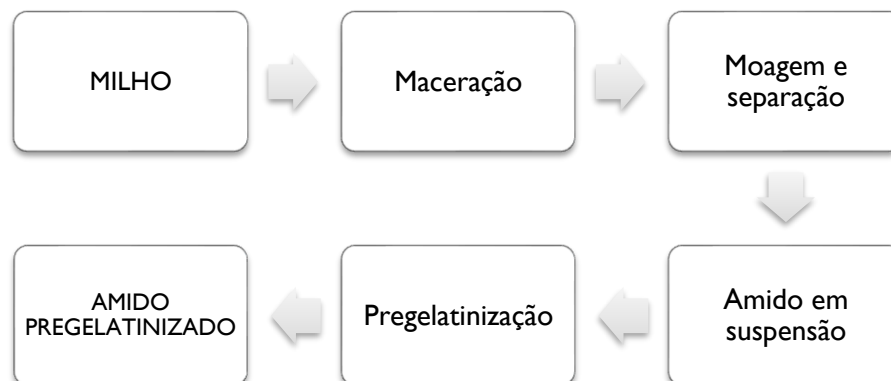 MILHO
Maceração
Moagem e
separação
Amido em
suspensão
Pregelatinização
AMIDO
PREGELATINIZADO